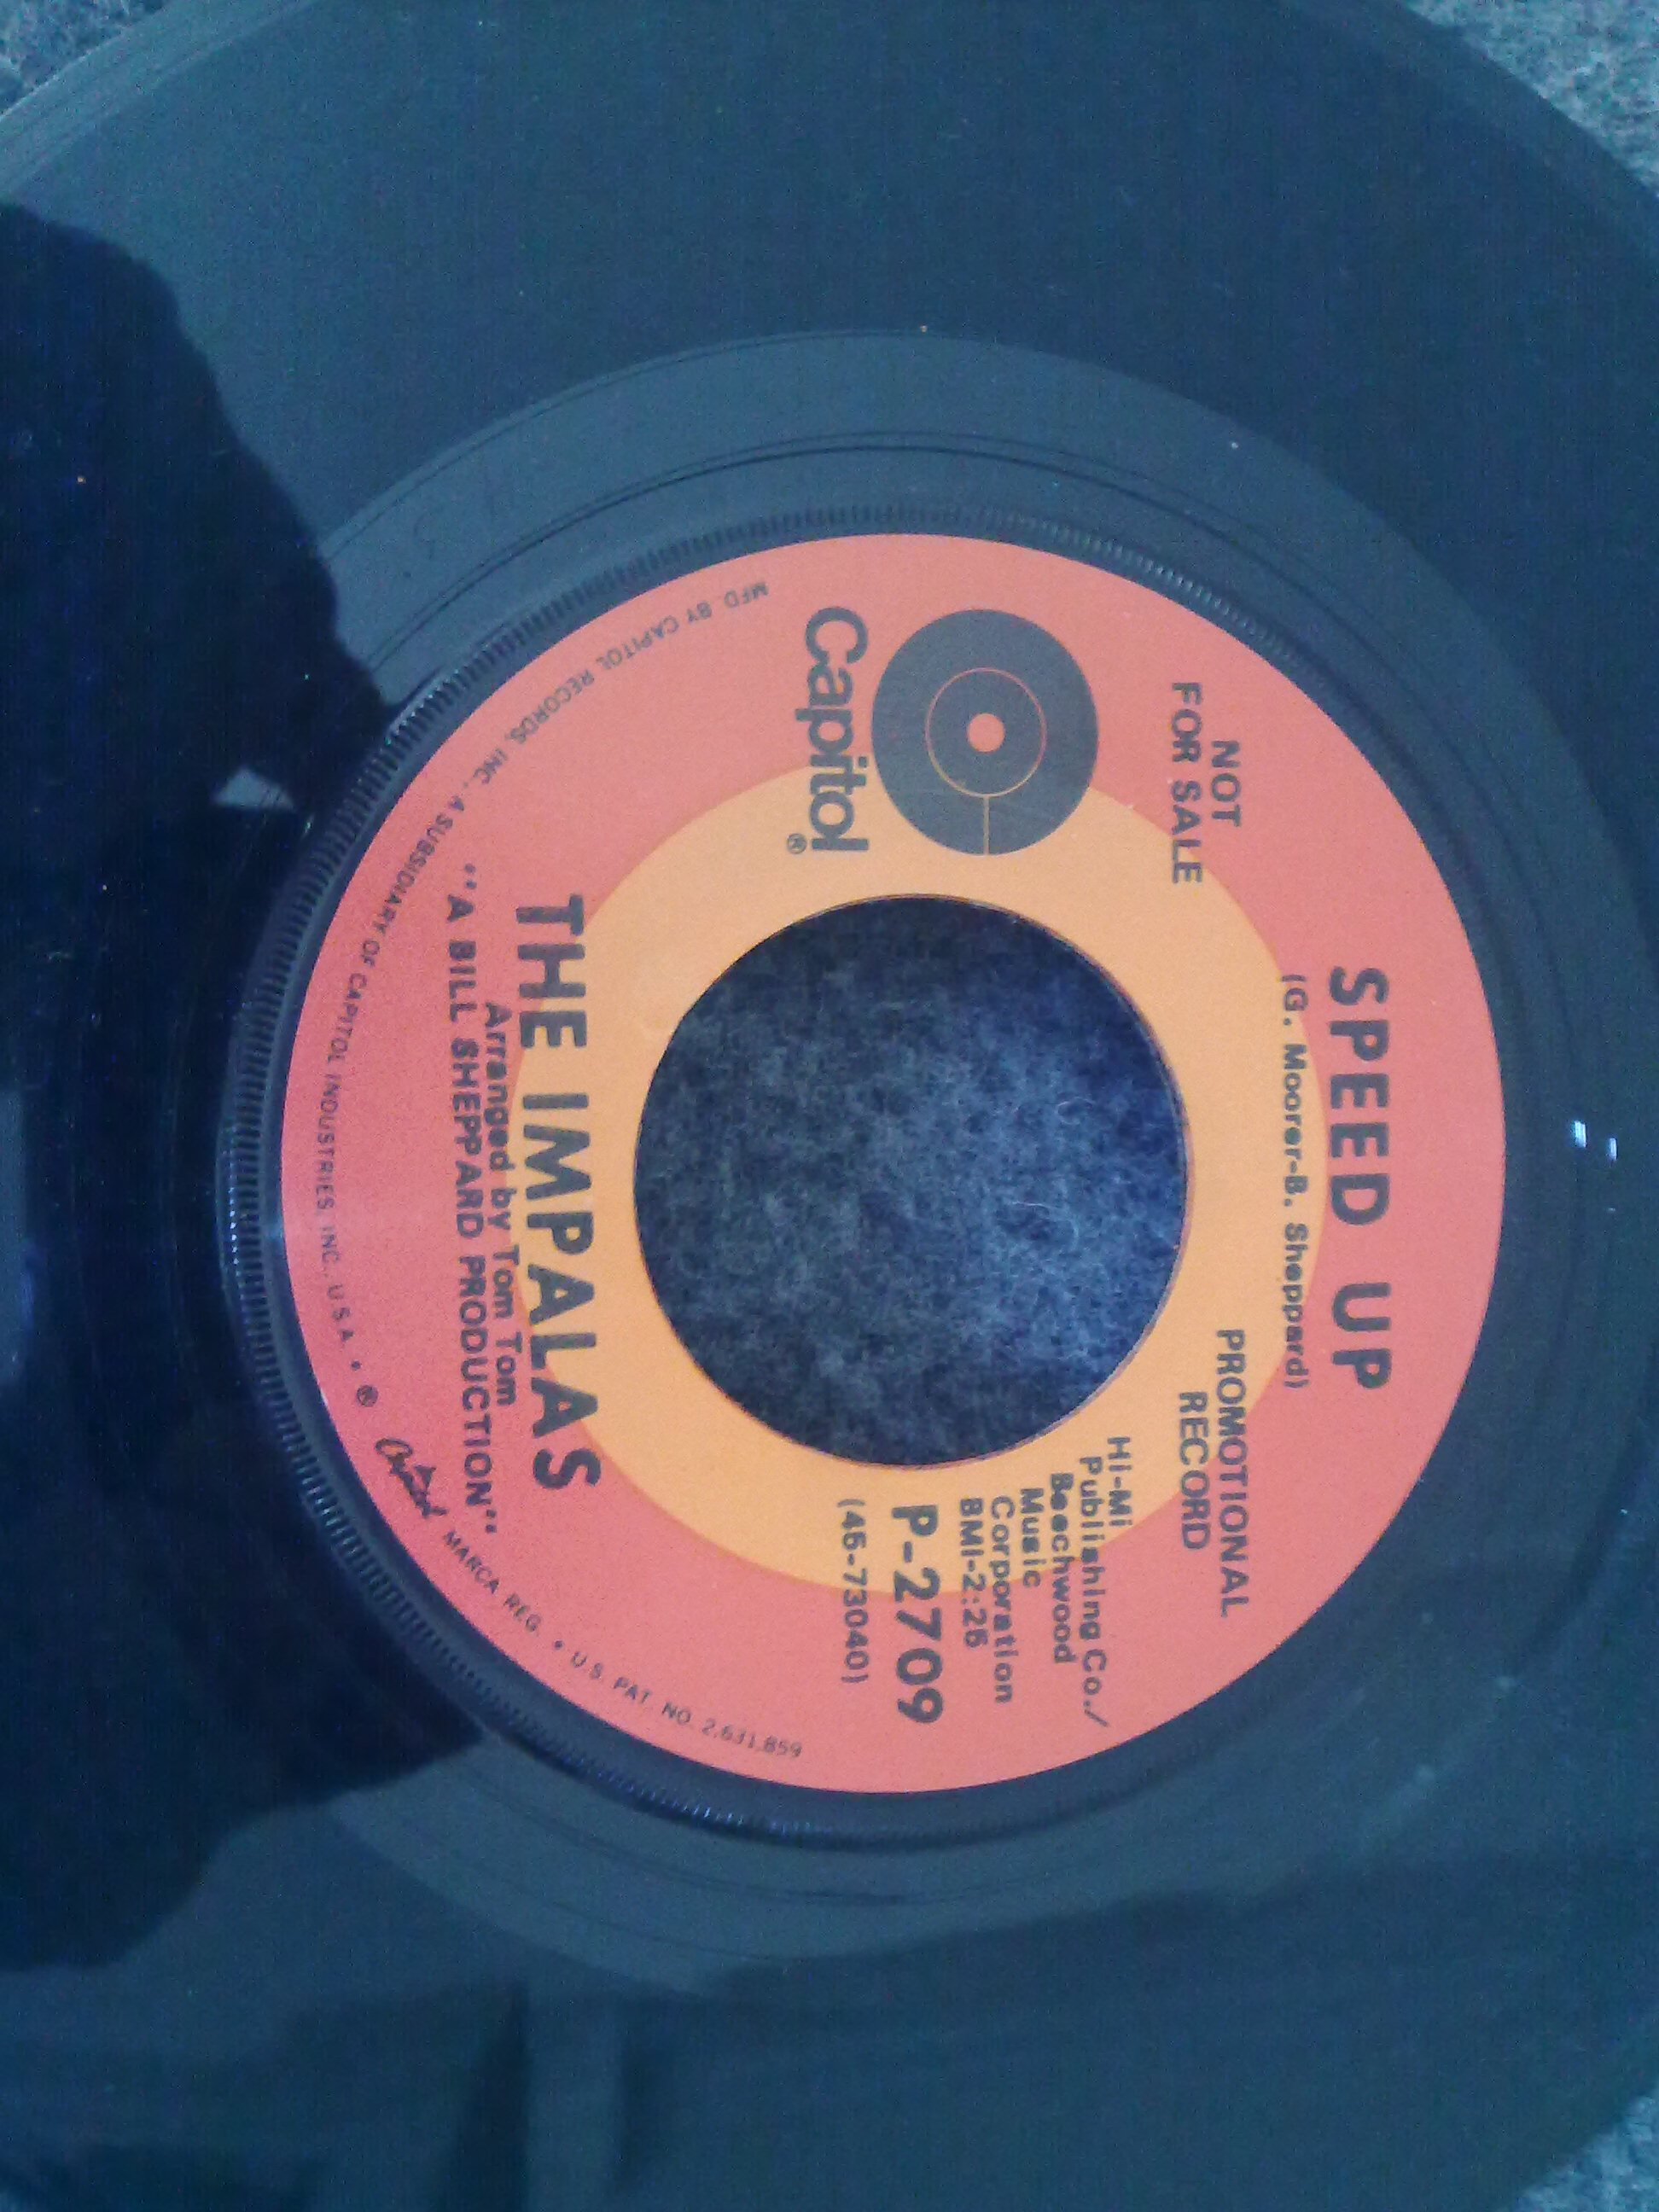 SPEED UP
(G. Moorer-B. Sheppard)
NOT
FOR SALE
PROMOTIONAL
RECORD
Capitol®
Hi-Mi
Publishing Co./
Beechwood
Music
Corporation
BMI-2:25
P-2709
(45-73040)
THE IMPALAS
Arranged by Tom Tom
"A BILL SHEPPARD PRODUCTION"
MFD. BY CAPITOL RECORDS, INC., A SUBSIDIARY OF CAPITOL INDUSTRIES, INC., U.S.A. • ® Capitol MARCA REG. • U.S. PAT. NO. 2,631,859